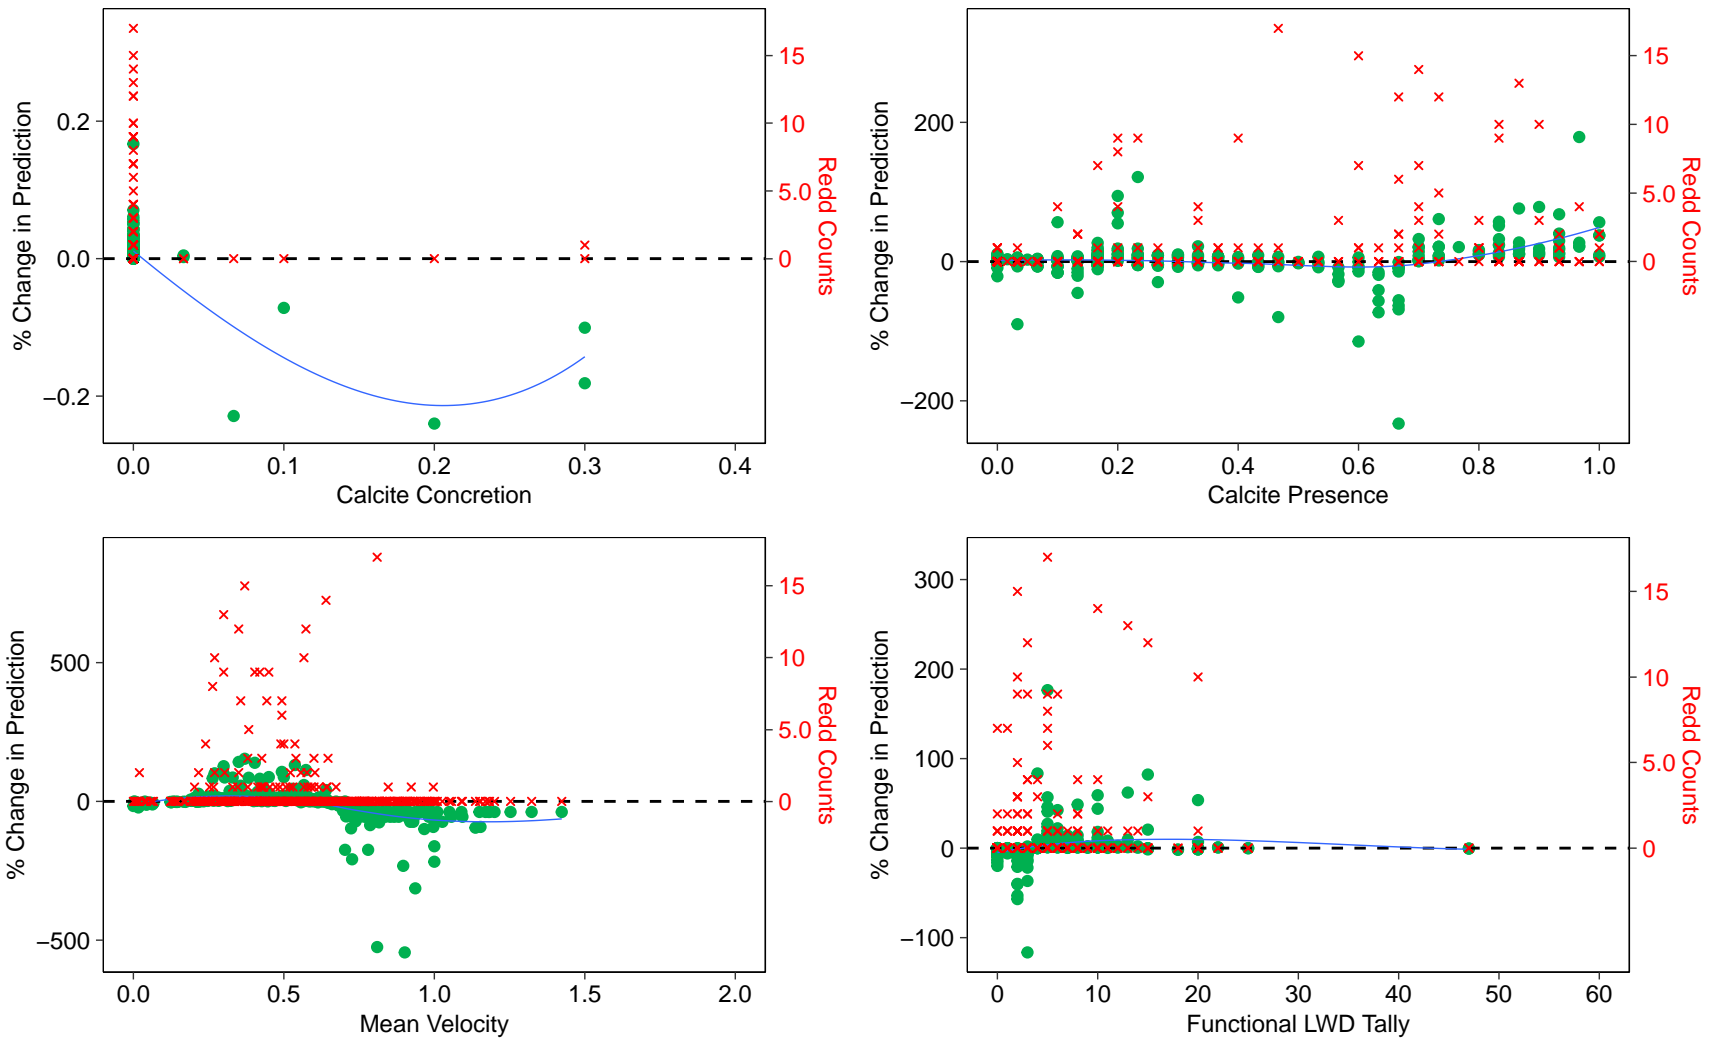 % Change in Prediction
0.2
0.0
−0.2
15
10
5.0
0
Redd Counts
0.0 0.1 0.2 0.3 0.4
Calcite Concretion
% Change in Prediction
200
0
−200
15
10
5.0
0
Redd Counts
0.0 0.2 0.4 0.6 0.8 1.0
Calcite Presence
% Change in Prediction
500
0
−500
15
10
5.0
0
Redd Counts
0.0 0.5 1.0 1.5 2.0
Mean Velocity
% Change in Prediction
300
200
100
0
−100
15
10
5.0
0
Redd Counts
0 10 20 30 40 50 60
Functional LWD Tally